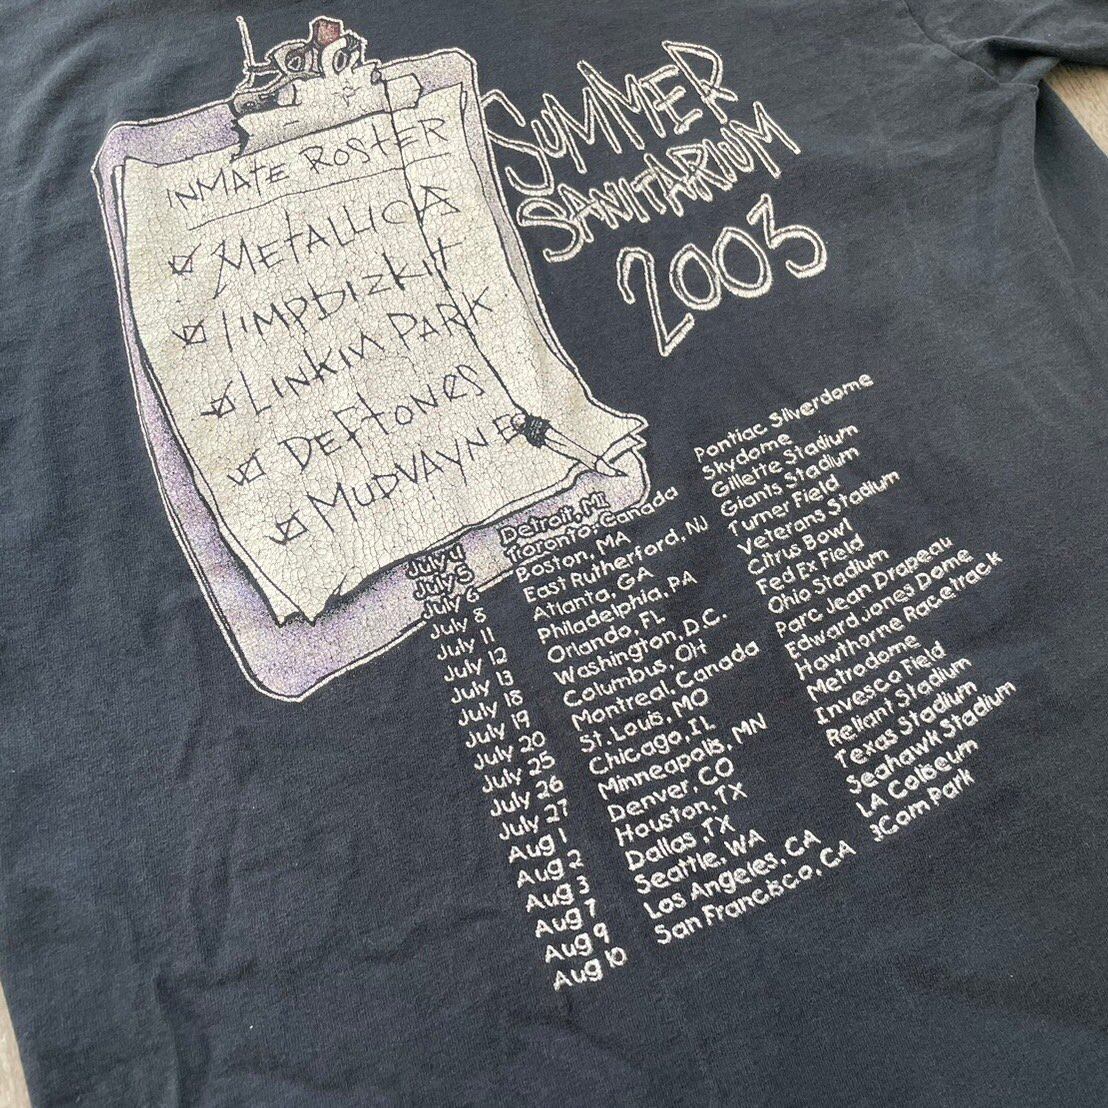 INMATE ROSTER
METALLICA
limpbizkit
LINKIN PARK
DEFTONES
MUDVAYNE
SUMMER
SANITARIUM
2003
July 4 Detroit, MI Pontiac Silverdome
July 5 Toronto, Canada Skydome
July 6 Boston, MA Gillette Stadium
July 8 East Rutherford, NJ Giants Stadium
July 11 Atlanta, GA Turner Field
July 12 Philadelphia, PA Veterans Stadium
July 13 Orlando, FL Citrus Bowl
July 18 Washington, D.C. Fed Ex Field
July 19 Columbus, OH Ohio Stadium
July 20 Montreal, Canada Parc Jean Drapeau
July 25 St. Louis, MO Edward Jones Dome
July 26 Chicago, IL Hawthorne Racetrack
July 27 Minneapolis, MN Metrodome
Aug 1 Denver, CO Invesco Field
Aug 2 Houston, TX Reliant Stadium
Aug 3 Dallas ,TX Texas Stadium
Aug 7 Seattle, WA Seahawk Stadium
Aug 9 Los Angeles, CA LA Coliseum
Aug 10 San Francisco, CA 3Com Park